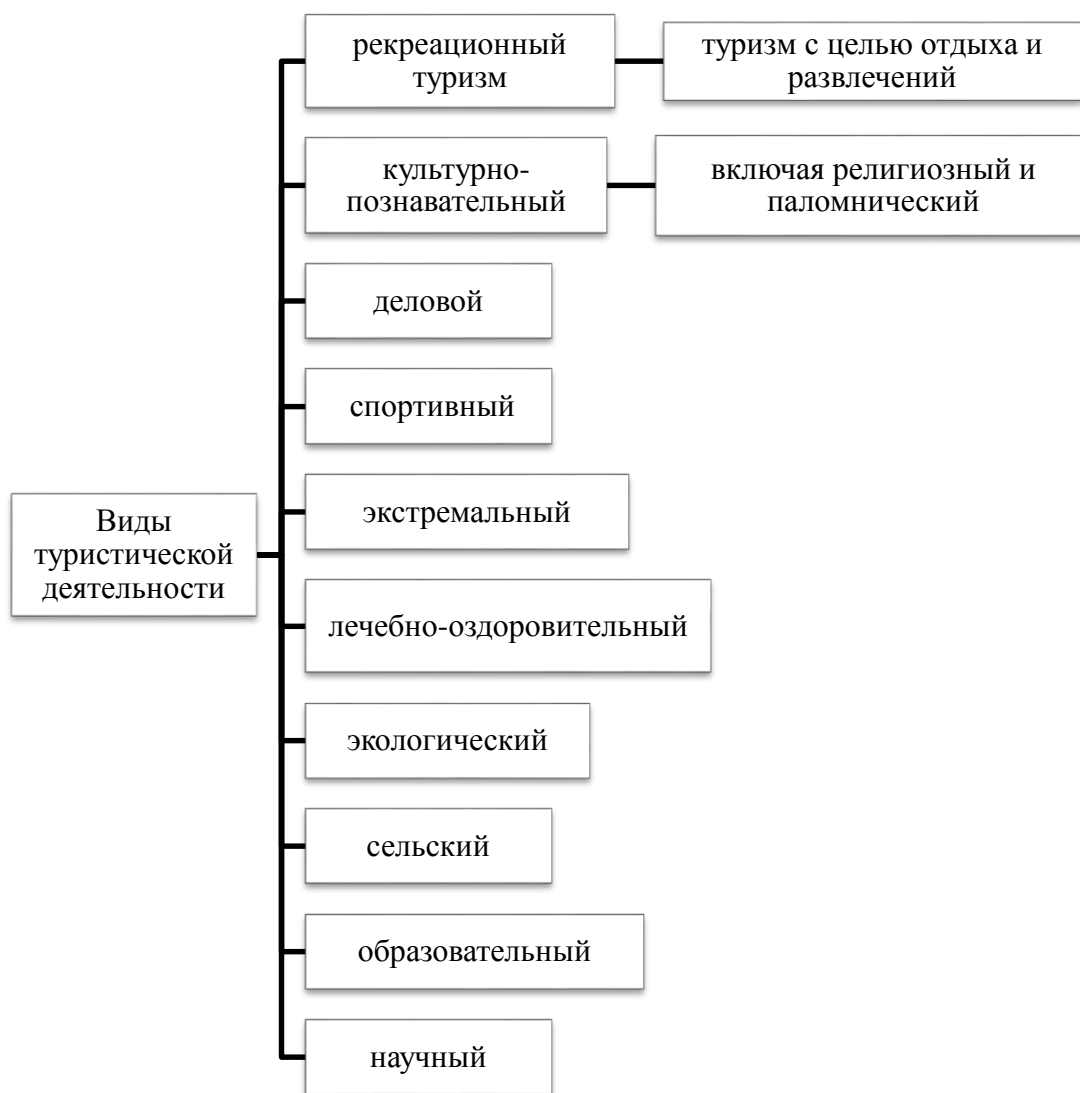 рекреационный
туризм
туризм с целью отдыха и
развлечений
культурно-
познавательный
включая религиозный и
паломнический
деловой
спортивный
экстремальный
Виды
туристической
деятельности
лечебно-оздоровительный
экологический
сельский
образовательный
научный